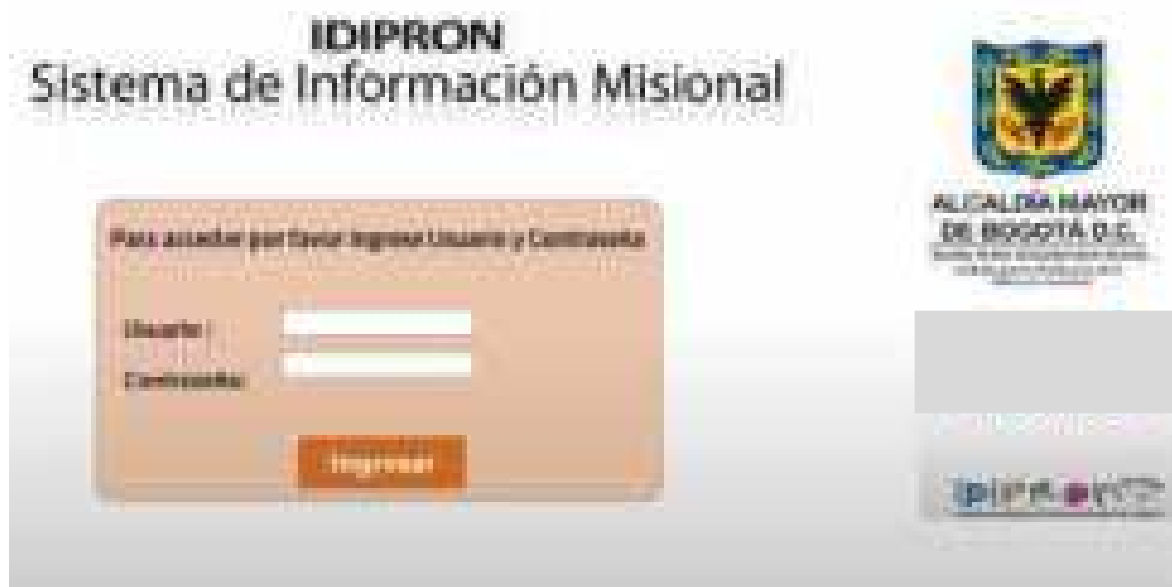 IDIPRON
Sistema de Información Misional
Para acceder por favor ingrese Usuario y Contraseña
Usuario :
Contraseña:
Ingresar
ALCALDÍA MAYOR
DE BOGOTÁ D.C.